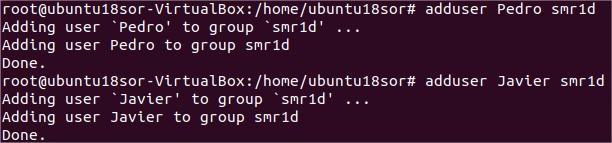 root@ubuntu18sor-VirtualBox:/home/ubuntu18sor# adduser Pedro smr1d
Adding user `Pedro' to group `smr1d' ...
Adding user Pedro to group smr1d
Done.
root@ubuntu18sor-VirtualBox:/home/ubuntu18sor# adduser Javier smr1d
Adding user `Javier' to group `smr1d' ...
Adding user Javier to group smr1d
Done.